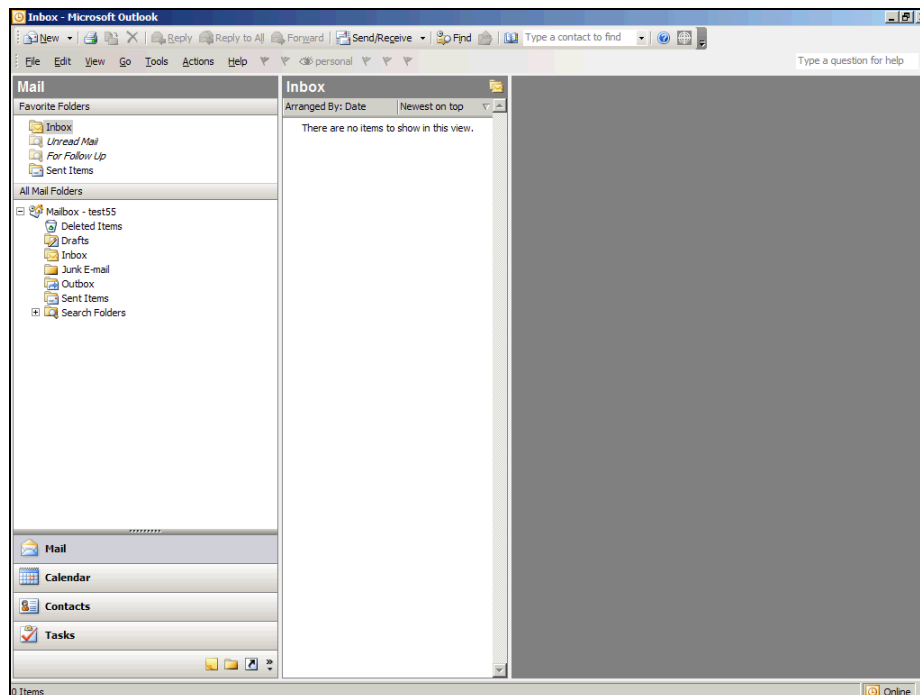 Inbox - Microsoft Outlook
New Reply Reply to All Forward Send/Receive Find Type a contact to find
File Edit View Go Tools Actions Help personal Type a question for help
Mail
Favorite Folders
Inbox
Unread Mail
For Follow Up
Sent Items
All Mail Folders
Mailbox - test55
Deleted Items
Drafts
Inbox
Junk E-mail
Outbox
Sent Items
Search Folders
Mail
Calendar
Contacts
Tasks
Inbox
Arranged By: Date Newest on top
There are no items to show in this view.
0 Items Online